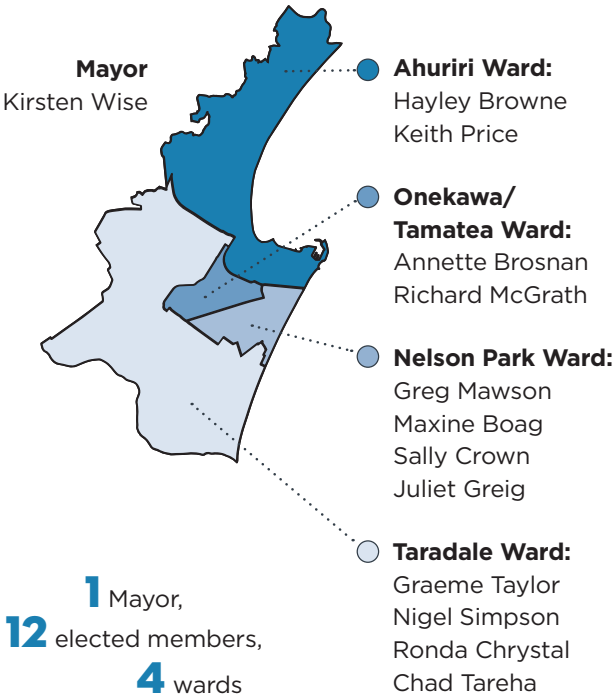 Mayor
Kirsten Wise
Ahuriri Ward:
Hayley Browne
Keith Price
Onekawa/
Tamatea Ward:
Annette Brosnan
Richard McGrath
Nelson Park Ward:
Greg Mawson
Maxine Boag
Sally Crown
Juliet Greig
Taradale Ward:
Graeme Taylor
Nigel Simpson
Ronda Chrystal
Chad Tareha
1 Mayor,
12 elected members,
4 wards